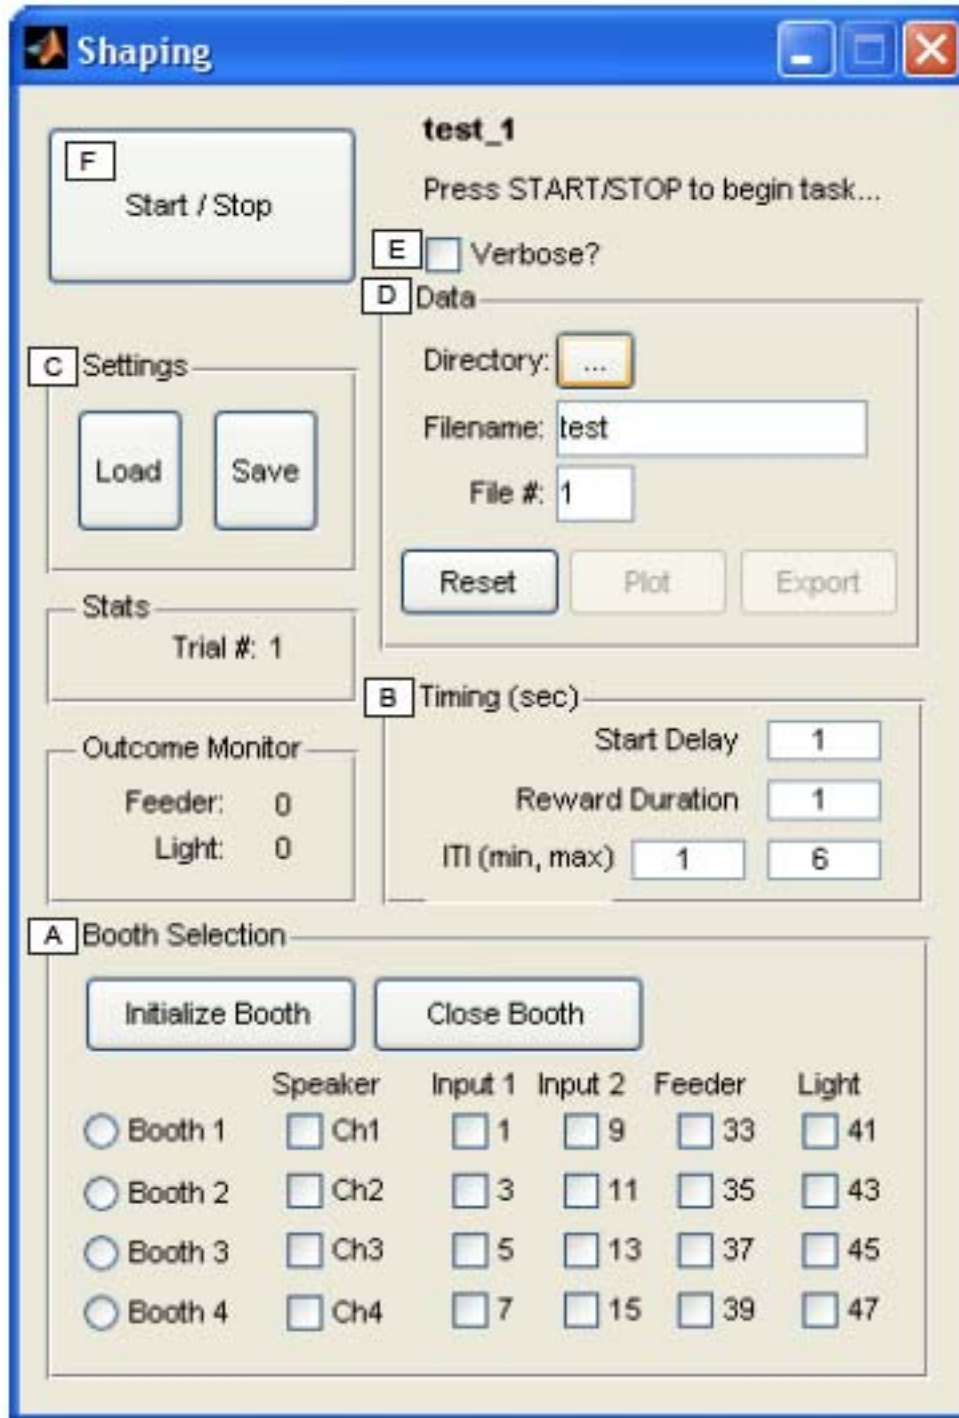 Shaping
test_1
F
Start / Stop
Press START/STOP to begin task...
E Verbose?
D Data
Directory: ...
Filename: test
File #: 1
Reset Plot Export
C Settings
Load Save
Stats
Trial #: 1
B Timing (sec)
Start Delay 1
Reward Duration 1
ITI (min, max) 1 6
Outcome Monitor
Feeder: 0
Light: 0
A Booth Selection
Initialize Booth Close Booth
Speaker Input 1 Input 2 Feeder Light
Booth 1 Ch1 1 9 33 41
Booth 2 Ch2 3 11 35 43
Booth 3 Ch3 5 13 37 45
Booth 4 Ch4 7 15 39 47